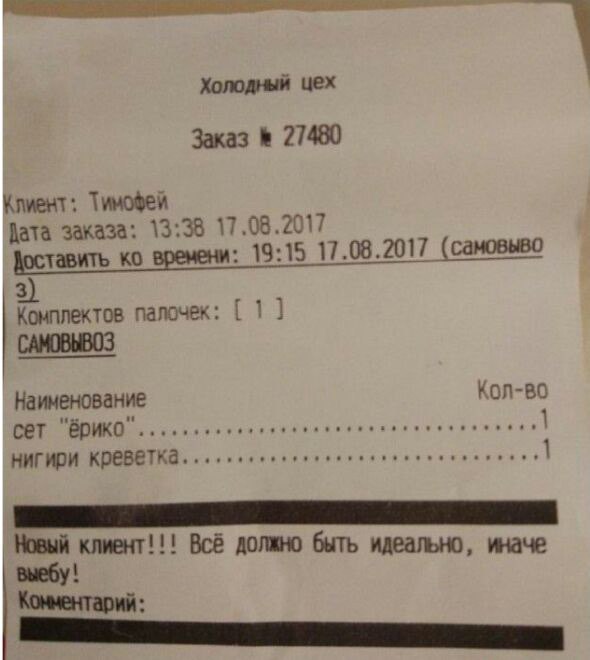 Холодный цех
Заказ № 27480
Клиент: Тимофей
Дата заказа: 13:38 17.08.2017
Доставить ко времени: 19:15 17.08.2017 (самовыво
з)
Комплектов палочек: [ 1 ]
САМОВЫВОЗ
Наименование Кол-во
сет "ёрико"......................................1
нигири креветка..................................1
Новый клиент!!! Всё должно быть идеально, иначе
выебу!
Комментарий: